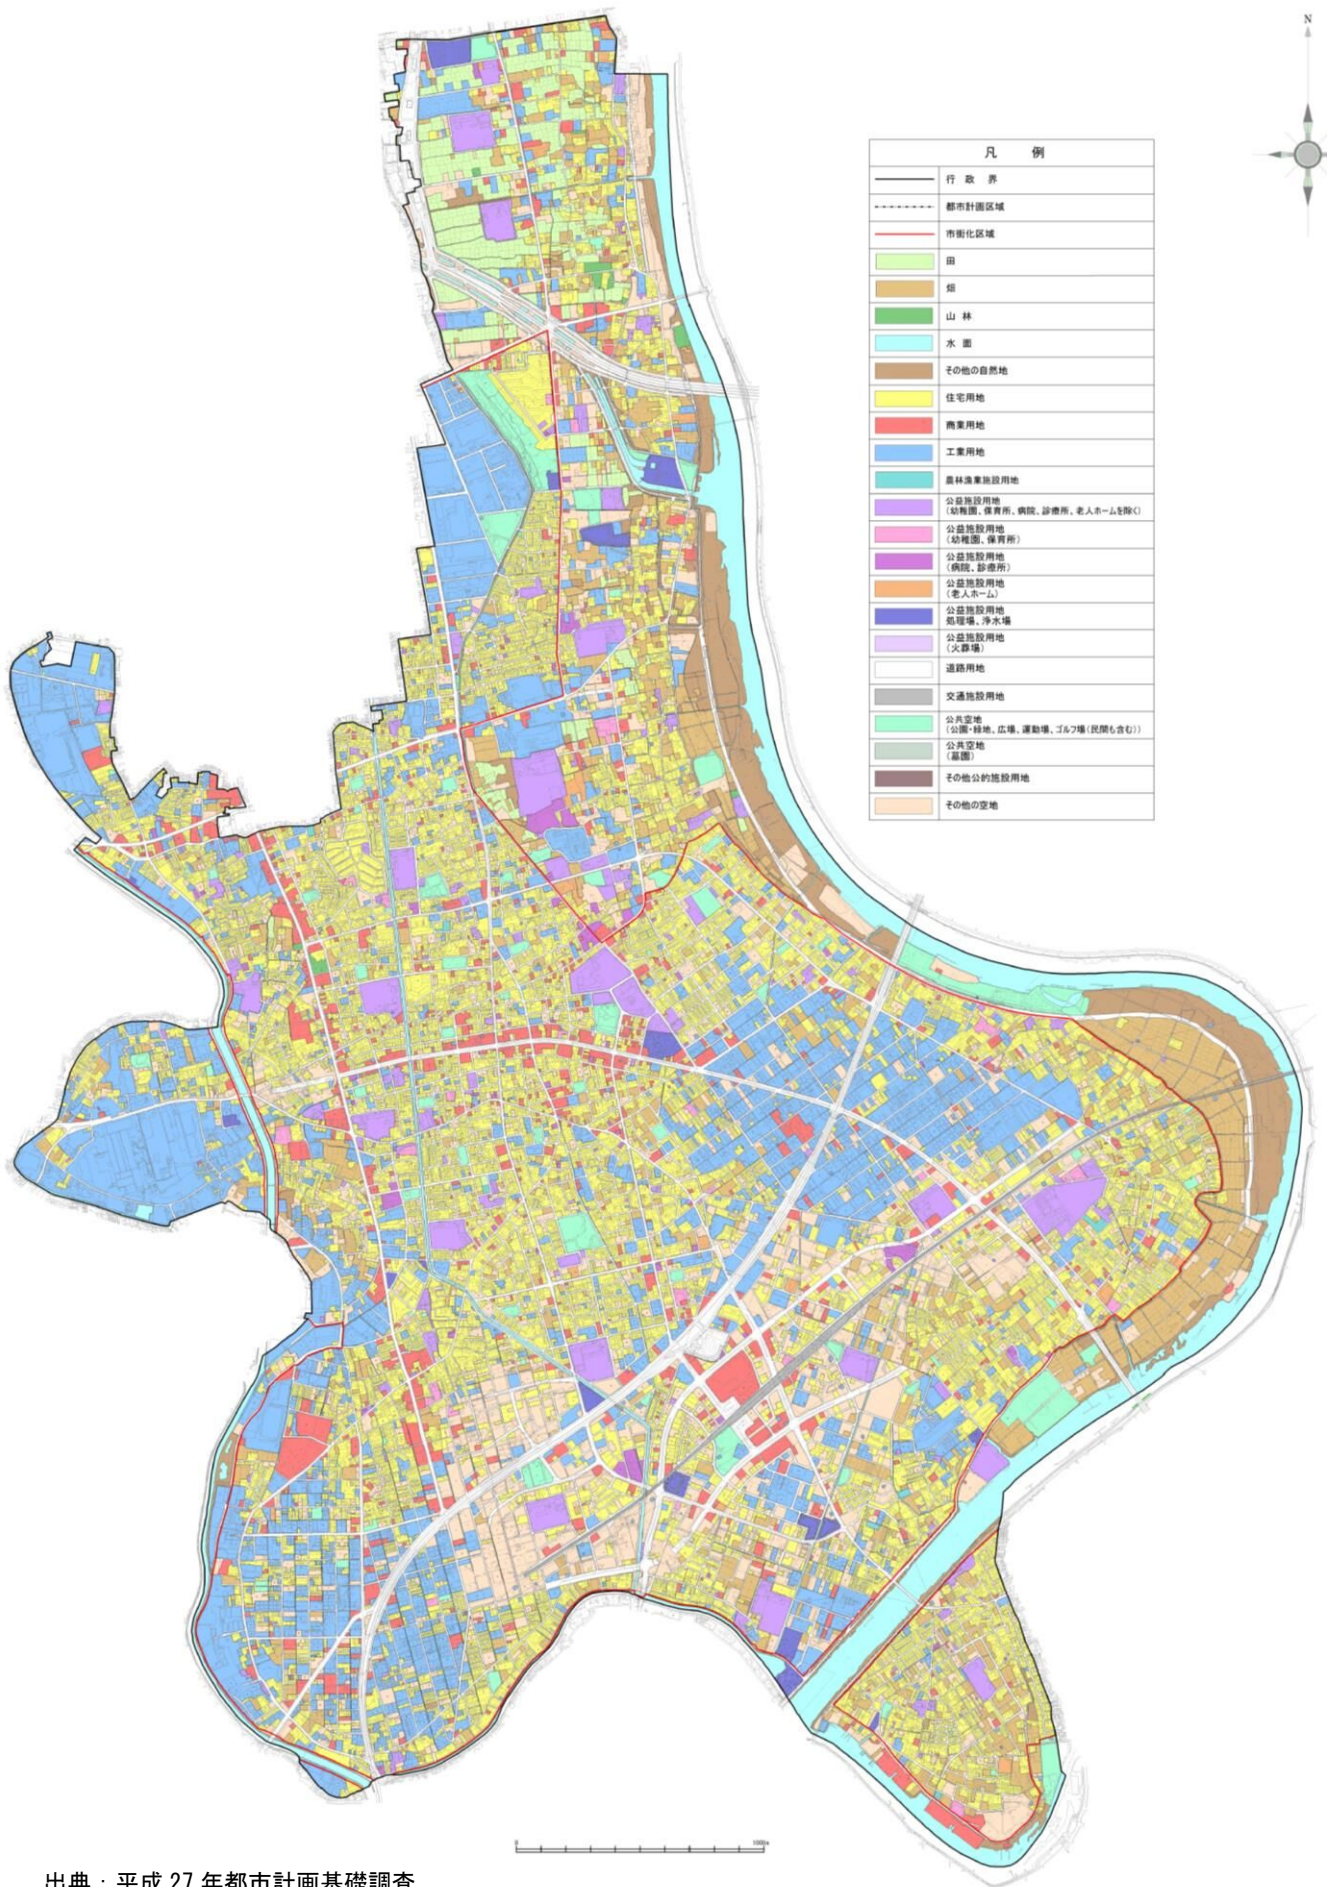 N
凡 例
行 政 界
都市計画区域
市街化区域
田
畑
山 林
水 面
その他の自然地
住宅用地
商業用地
工業用地
農林漁業施設用地
公益施設用地
(幼稚園、保育所、病院、診療所、老人ホームを除く)
公益施設用地
(幼稚園、保育所)
公益施設用地
(病院、診療所)
公益施設用地
(老人ホーム)
公益施設用地
処理場、浄水場
公益施設用地
(火葬場)
道路用地
交通施設用地
公共空地
(公園・緑地、広場、運動場、ゴルフ場(民間も含む))
公共空地
(墓園)
その他公的施設用地
その他の空地
0 1000m
出典：平成 27 年都市計画基礎調査